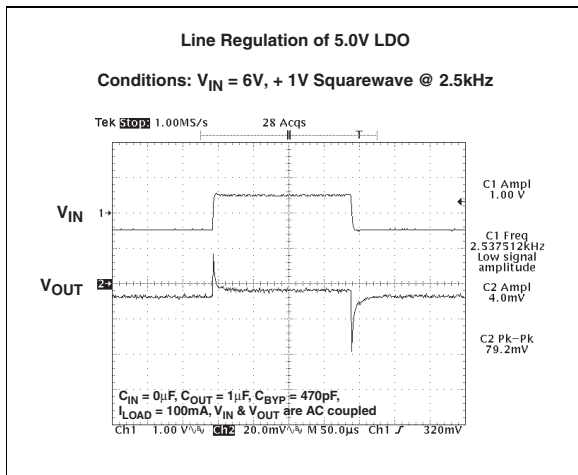 Line Regulation of 5.0V LDO
Conditions: VIN = 6V, + 1V Squarewave @ 2.5kHz
Tek Stop: 1.00MS/s 28 Acqs
T
VIN 1
VOUT 2
C1 Ampl
1.00 V
C1 Freq
2.537512kHz
Low signal
amplitude
C2 Ampl
4.0mV
C2 Pk-Pk
79.2mV
CIN = 0μF, COUT = 1μF, CBYP = 470pF,
ILOAD = 100mA, VIN & VOUT are AC coupled
Ch1 1.00 V Ch2 20.0mV M 50.0μs Ch1 320mV